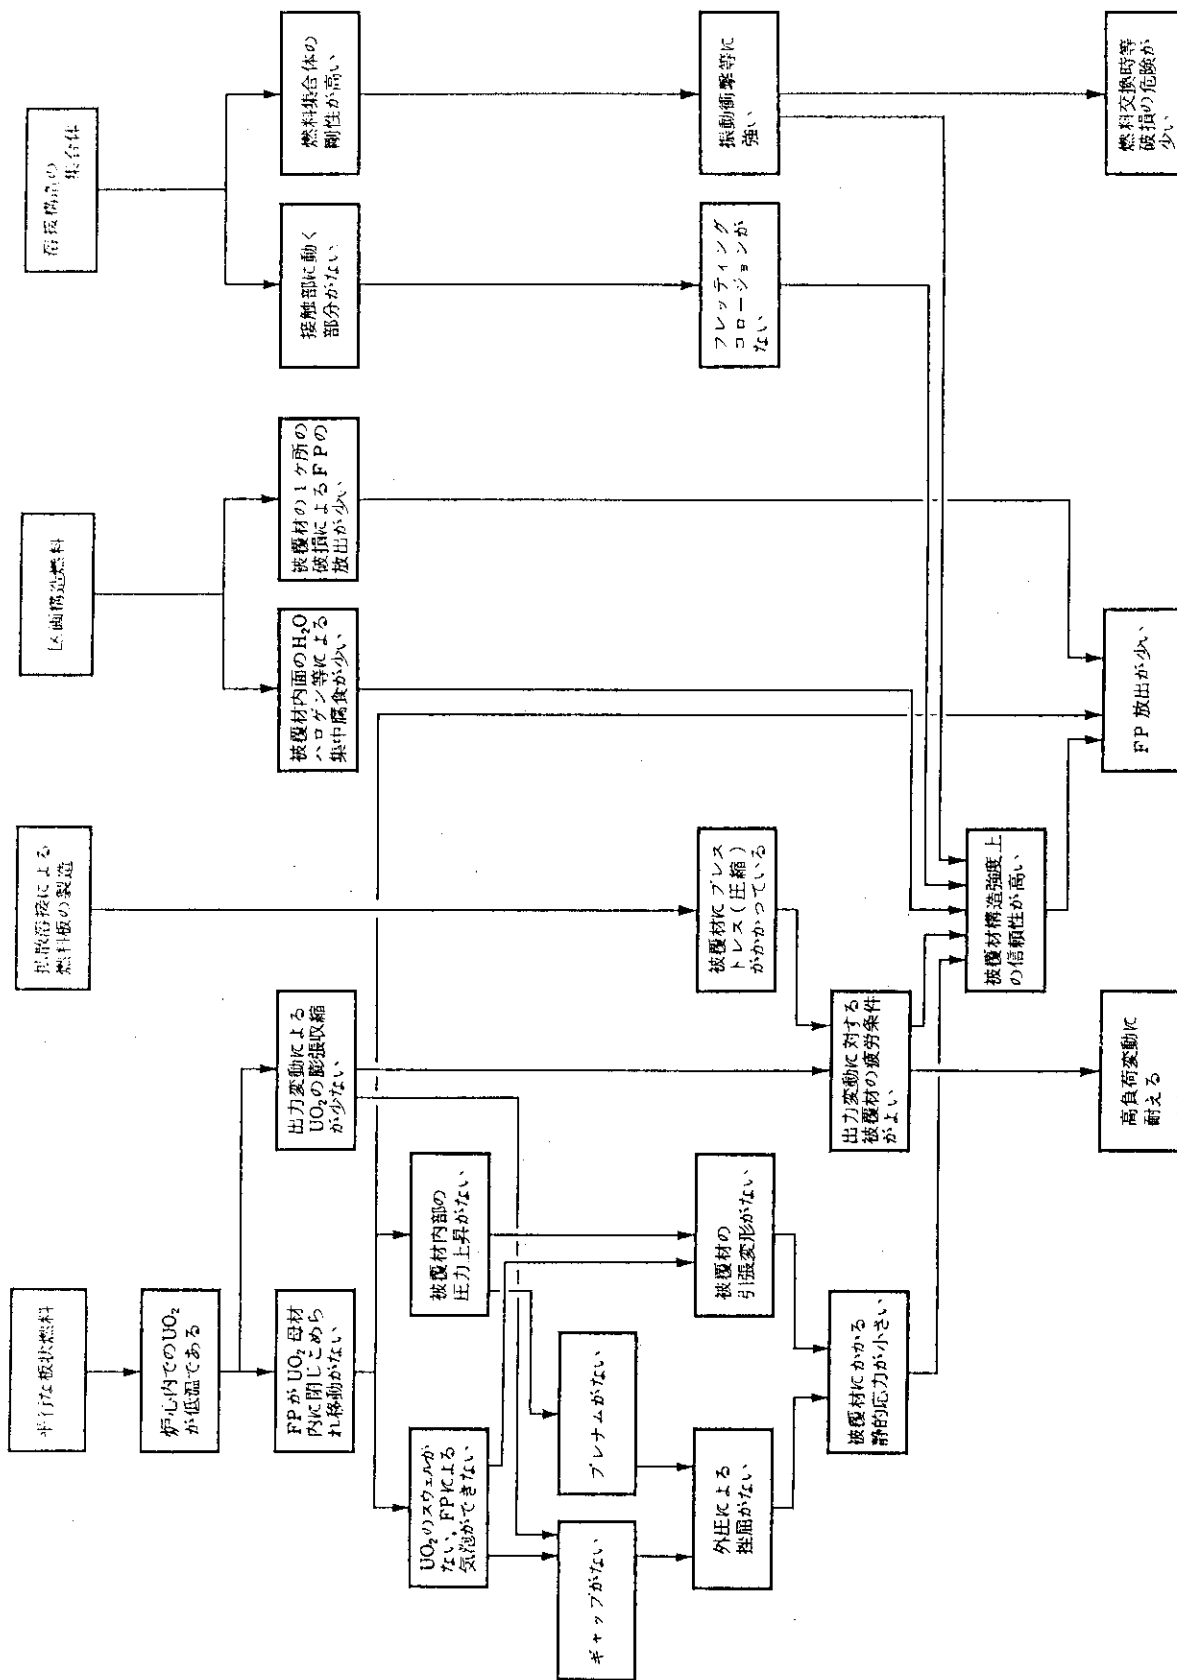 平行な板状燃料
拡散溶接による
燃料板の製造
区画構造燃料
溶接構造の
集合体
炉心内でのUO₂
が低温である
FPがUO₂母材
内に閉じこめら
れ移動がない
出力変動による
UO₂の膨張収縮
が少ない
被覆材内面のH₂O
ハロゲン等による
集中腐食が少い
被覆材の1ケ所の
破損によるFPの
放出が少い
接触部に動く
部分がない
燃料集合体の
剛性が高い
UO₂のスウェルが
ない,FPによる
気泡ができない
被覆材内部の
圧力上昇がない
ギャップがない
プレナムがない
外圧による
挫屈がない
被覆材の
引張変形がない
被覆材にプレス
トレス(圧縮)
がかかっている
フレッティング
コロージョンが
ない
振動衝撃等に
強い
被覆材にかかる
静的応力が小さい
出力変動に対する
被覆材の疲労条件
がよい
被覆材構造強度上
の信頼性が高い
高負荷変動に
耐える
FP放出が少い
燃料交換時等
破損の危険が
少い